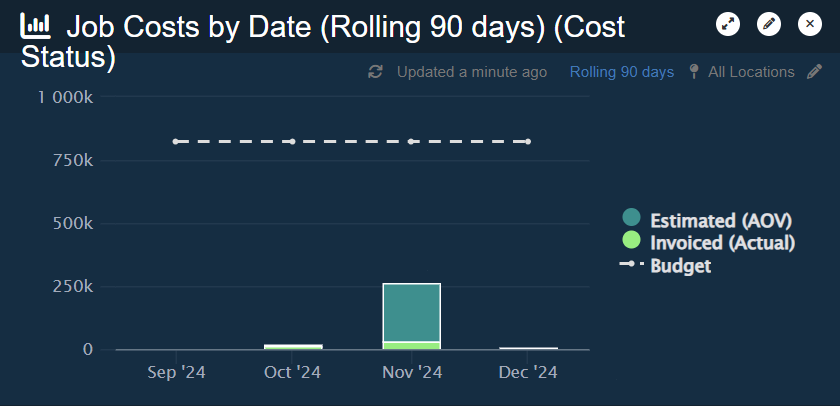 Job Costs by Date (Rolling 90 days) (Cost
Status)
Updated a minute ago Rolling 90 days All Locations
1 000k
750k
500k
250k
0
Sep '24 Oct '24 Nov '24 Dec '24
Estimated (AOV)
Invoiced (Actual)
Budget